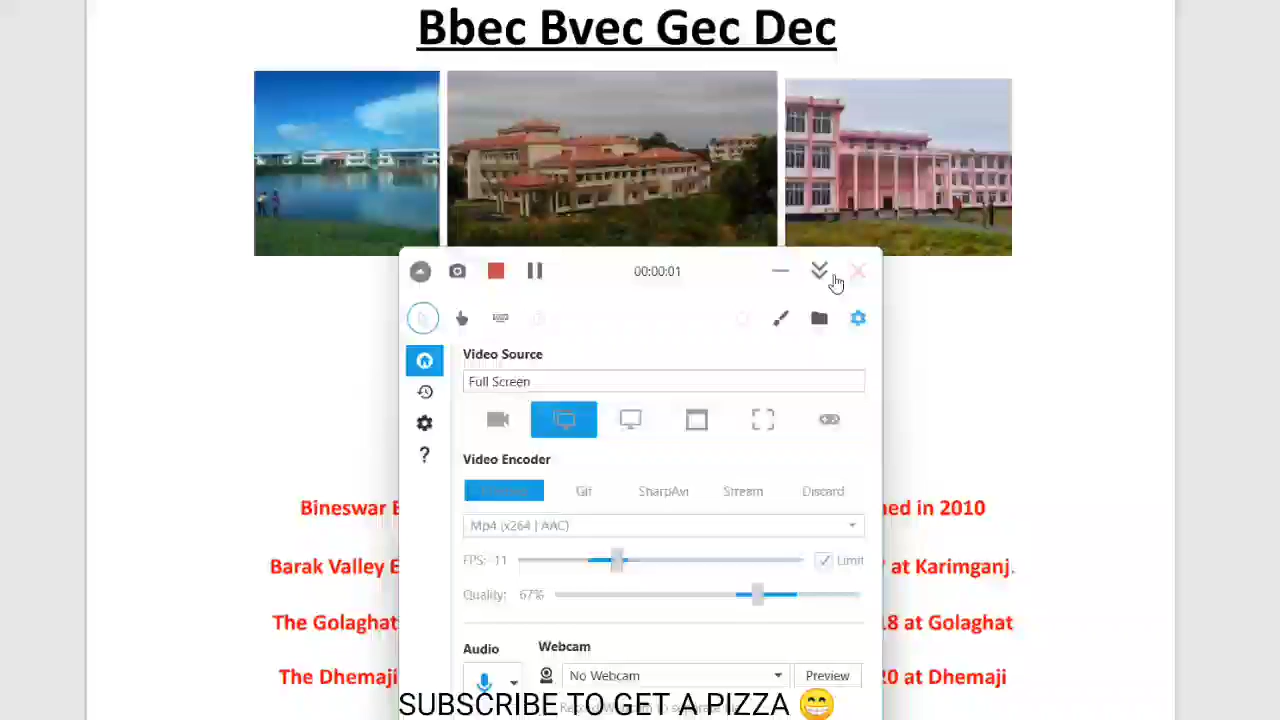 Bbec Bvec Gec Dec
00:00:01
Video Source
Full Screen
Video Encoder
Gif SharpAvi Stream Discard
Mp4 (x264 | AAC)
FPS: 11 Limit
Quality: 67%
Bineswar B ned in 2010
Barak Valley E at Karimganj.
The Golaghat .8 at Golaghat
The Dhemaji 20 at Dhemaji
Audio Webcam
No Webcam Preview
SUBSCRIBE TO GET A PIZZA 😁